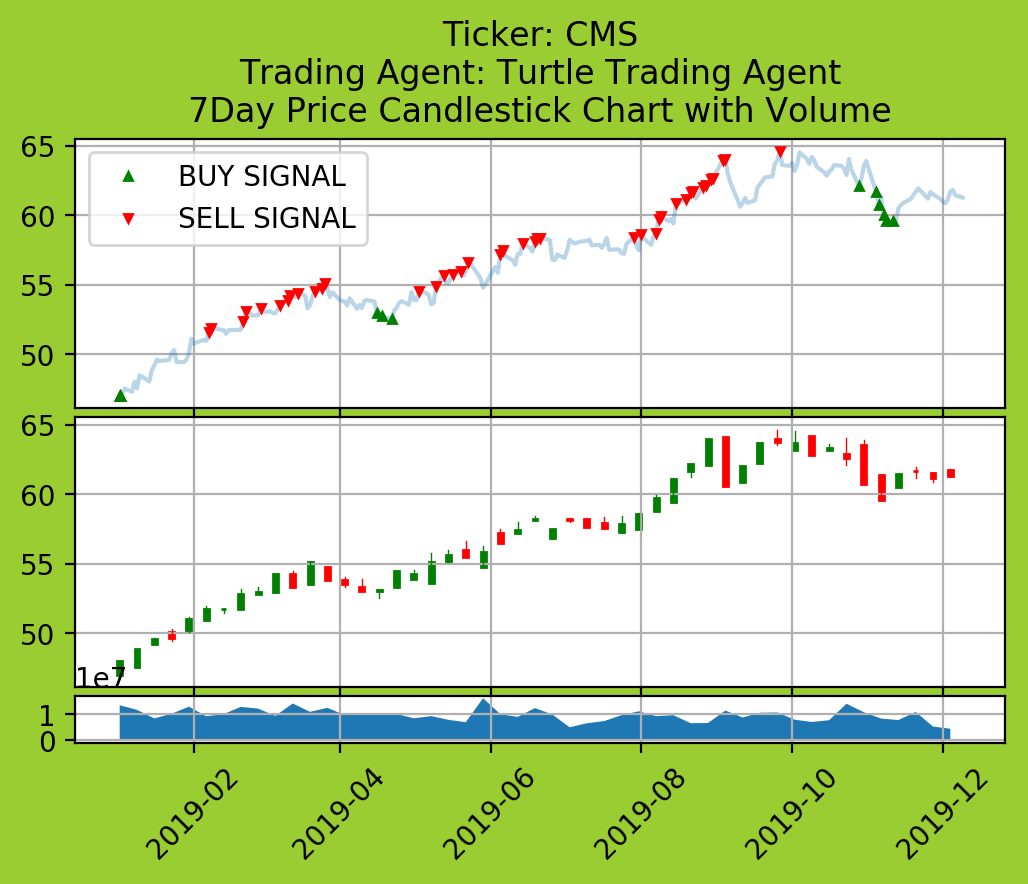 Ticker: CMS
Trading Agent: Turtle Trading Agent
7Day Price Candlestick Chart with Volume
65
60
55
50
BUY SIGNAL
SELL SIGNAL
65
60
55
50
1e7
1
0
2019-02
2019-04
2019-06
2019-08
2019-10
2019-12